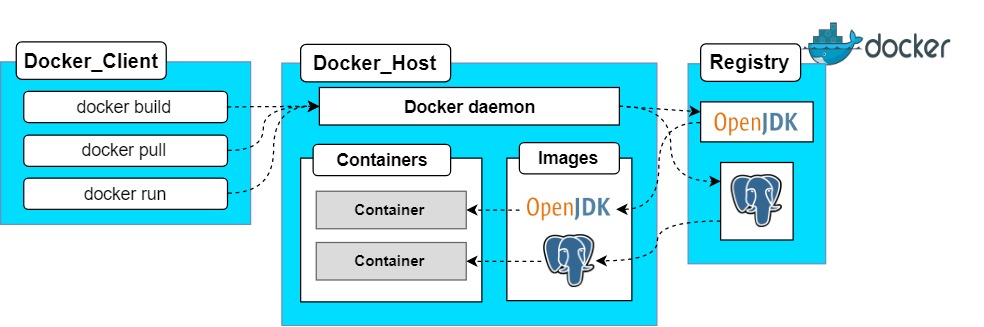 docker
Docker_Client
docker build
docker pull
docker run
Docker_Host
Docker daemon
Containers
Container
Container
Images
OpenJDK
Registry
OpenJDK